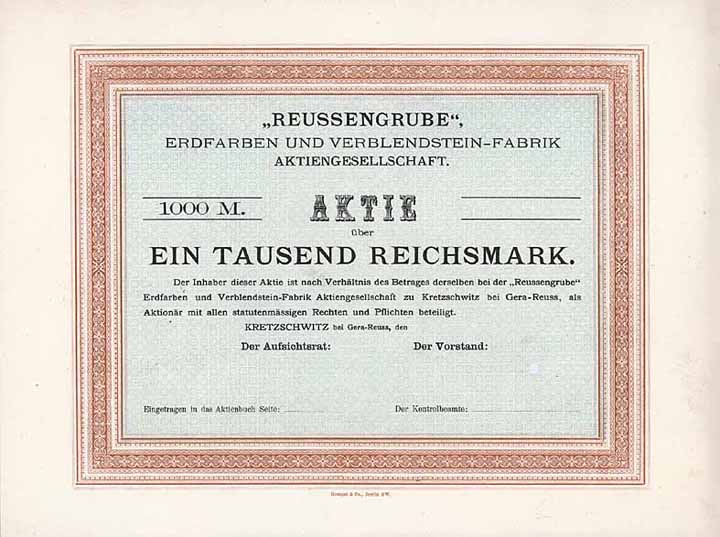 „REUSSENGRUBE“,
ERDFARBEN UND VERBLENDSTEIN-FABRIK
AKTIENGESELLSCHAFT.
1000 M.
AKTIE
über
EIN TAUSEND REICHSMARK.
Der Inhaber dieser Aktie ist nach Verhältnis des Betrages derselben bei der „Reussengrube“
Erdfarben und Verblendstein-Fabrik Aktiengesellschaft zu Kretzschwitz bei Gera-Reuss, als
Aktionär mit allen statutenmässigen Rechten und Pflichten beteiligt.
KRETZSCHWITZ bei Gera-Reuss, den
Der Aufsichtsrat: Der Vorstand:
Eingetragen in das Aktienbuch Seite: Der Kontrolbeamte:
& Co., Berlin SW.